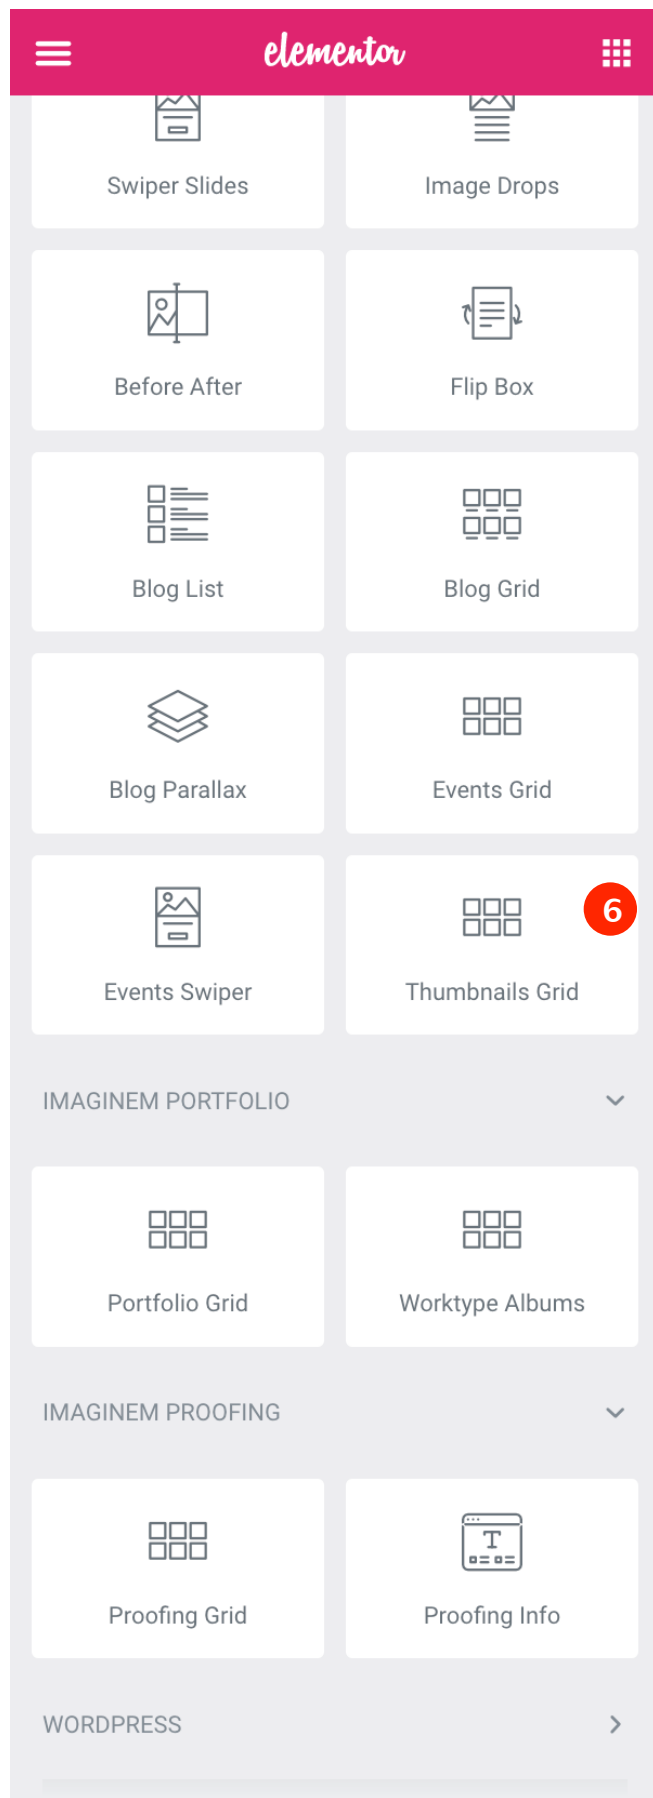 elementor
Swiper Slides
Image Drops
Before After
Flip Box
Blog List
Blog Grid
Blog Parallax
Events Grid
Events Swiper
6
Thumbnails Grid
IMAGINEM PORTFOLIO
Portfolio Grid
Worktype Albums
IMAGINEM PROOFING
Proofing Grid
T
Proofing Info
WORDPRESS